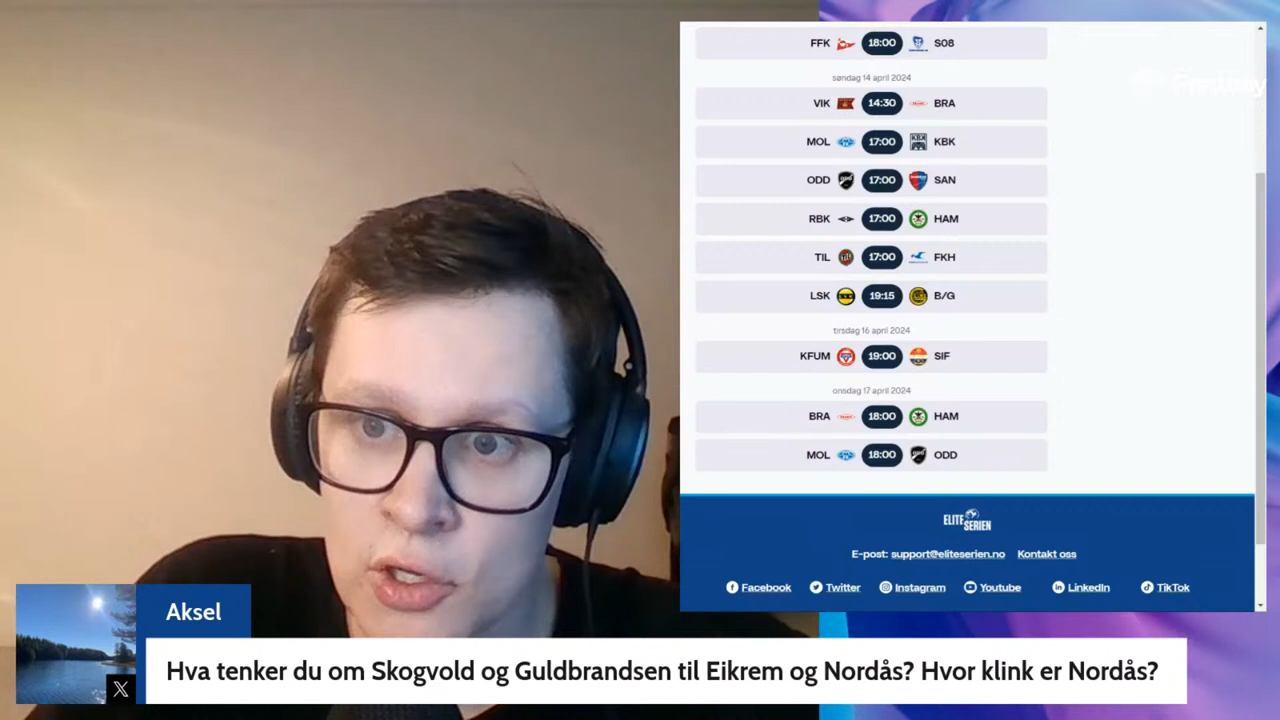 FFK 18:00 S08
søndag 14 april 2024
VIK 14:30 BRA
MOL 17:00 KBK
ODD 17:00 SAN
RBK 17:00 HAM
TIL 17:00 FKH
LSK 19:15 B/G
tirsdag 16 april 2024
KFUM 19:00 SIF
onsdag 17 april 2024
BRA 18:00 HAM
MOL 18:00 ODD
ELITE
SERIEN
E-post: support@eliteserien.no Kontakt oss
Facebook Twitter Instagram Youtube LinkedIn TikTok
Aksel
Hva tenker du om Skogvold og Guldbrandsen til Eikrem og Nordås? Hvor klink er Nordås?